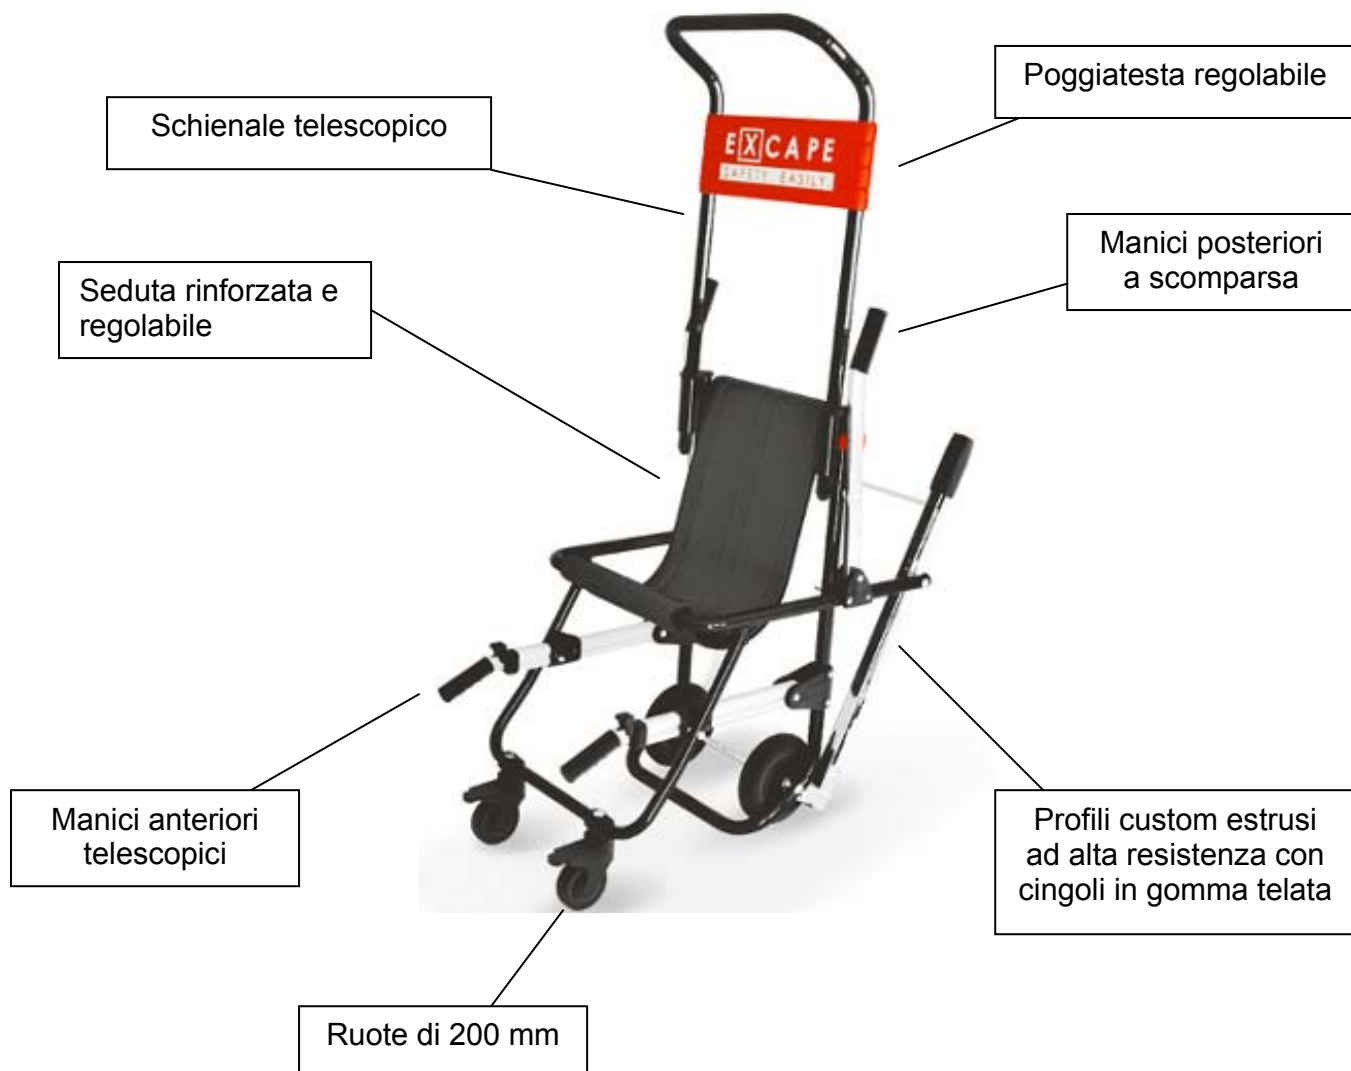 Poggiatesta regolabile
Schienale telescopico
EXCAPE
SAFETY EASILY
Manici posteriori
a scomparsa
Seduta rinforzata e
regolabile
Manici anteriori
telescopici
Profili custom estrusi
ad alta resistenza con
cingoli in gomma telata
Ruote di 200 mm